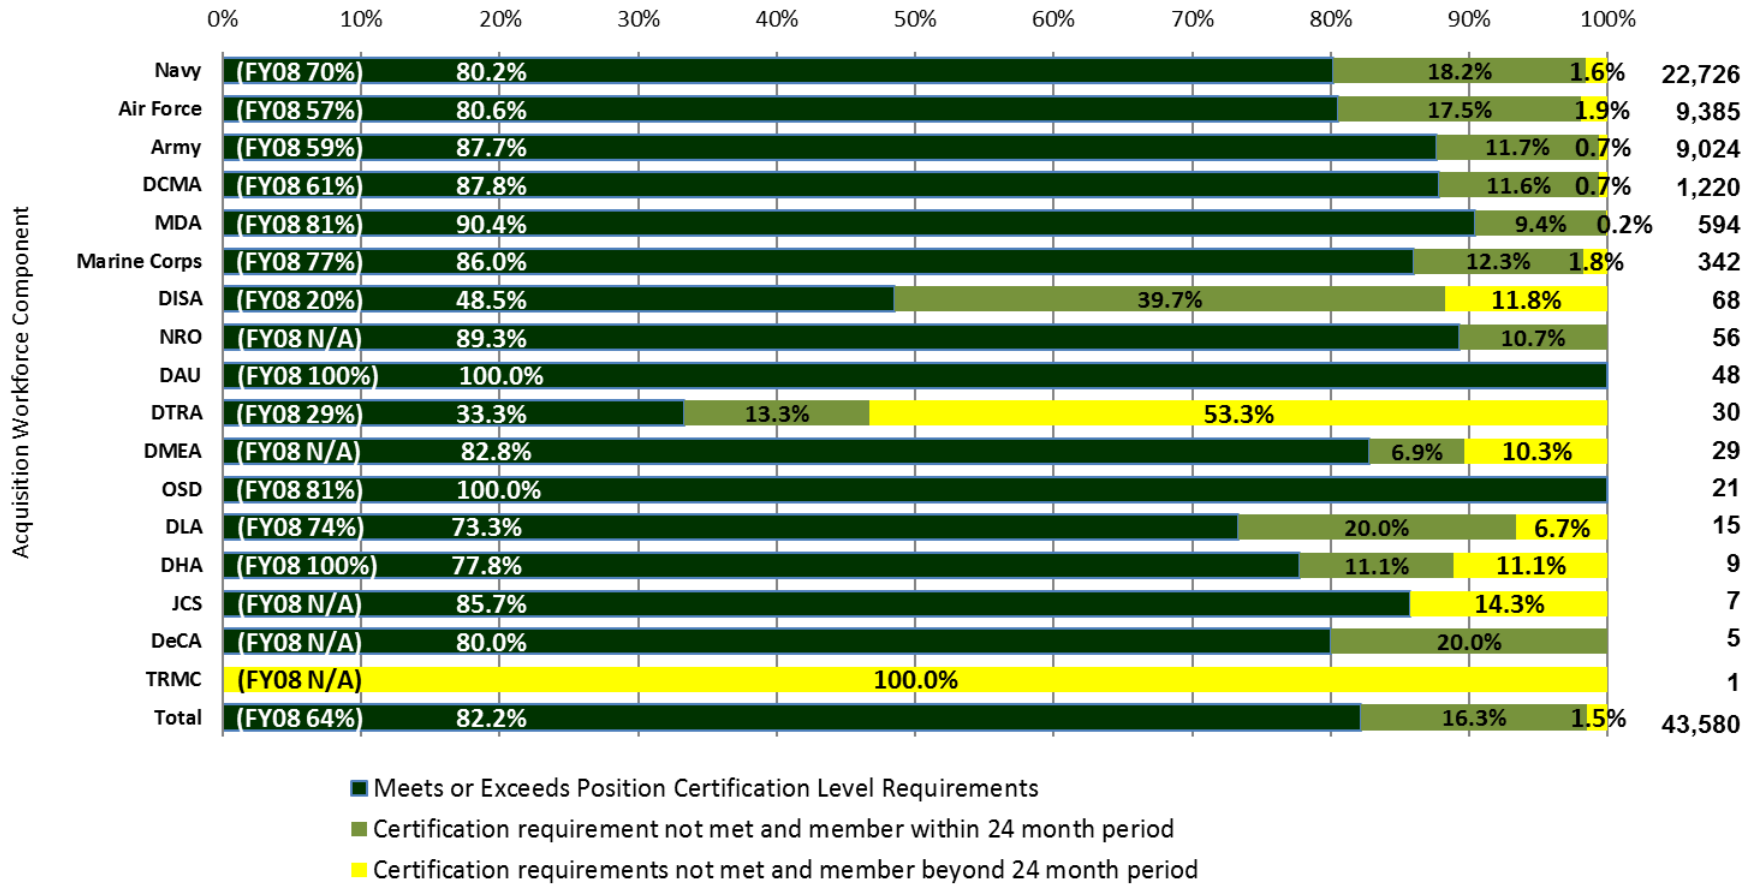 0% 10% 20% 30% 40% 50% 60% 70% 80% 90% 100%
Acquisition Workforce Component
Navy (FY08 70%) 80.2% 18.2% 1.6% 22,726
Air Force (FY08 57%) 80.6% 17.5% 1.9% 9,385
Army (FY08 59%) 87.7% 11.7% 0.7% 9,024
DCMA (FY08 61%) 87.8% 11.6% 0.7% 1,220
MDA (FY08 81%) 90.4% 9.4% 0.2% 594
Marine Corps (FY08 77%) 86.0% 12.3% 1.8% 342
DISA (FY08 20%) 48.5% 39.7% 11.8% 68
NRO (FY08 N/A) 89.3% 10.7% 56
DAU (FY08 100%) 100.0% 48
DTRA (FY08 29%) 33.3% 13.3% 53.3% 30
DMEA (FY08 N/A) 82.8% 6.9% 10.3% 29
OSD (FY08 81%) 100.0% 21
DLA (FY08 74%) 73.3% 20.0% 6.7% 15
DHA (FY08 100%) 77.8% 11.1% 11.1% 9
JCS (FY08 N/A) 85.7% 14.3% 7
DeCA (FY08 N/A) 80.0% 20.0% 5
TRMC (FY08 N/A) 100.0% 1
Total (FY08 64%) 82.2% 16.3% 1.5% 43,580
Meets or Exceeds Position Certification Level Requirements
Certification requirement not met and member within 24 month period
Certification requirements not met and member beyond 24 month period